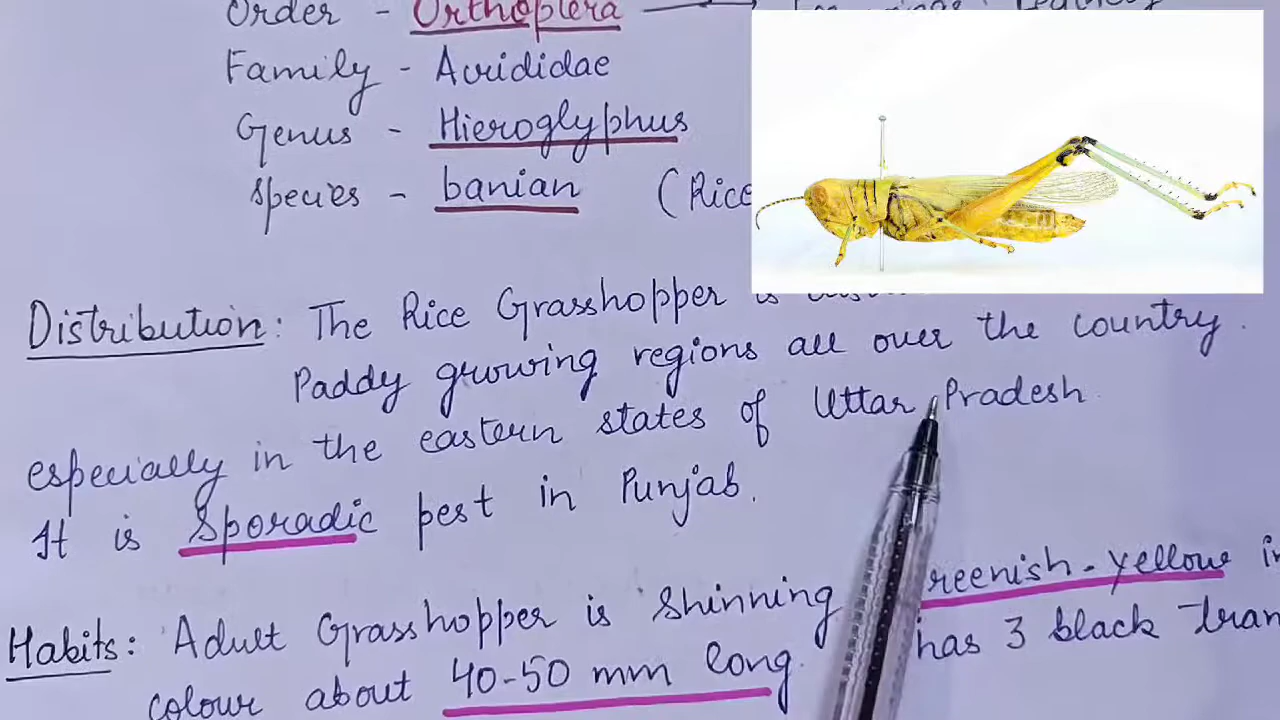 Order - Orthoptera
Family - Acrididae
Genus - Hieroglyphus
Species - banian (Rice
Distribution: The Rice Grasshopper is
Paddy growing regions all over the country.
especially in the eastern states of Uttar Pradesh.
It is Sporadic pest in Punjab.
Habits: Adult Grasshopper is Shinning reenish-yellow in
colour about 40-50 mm long. has 3 black tran